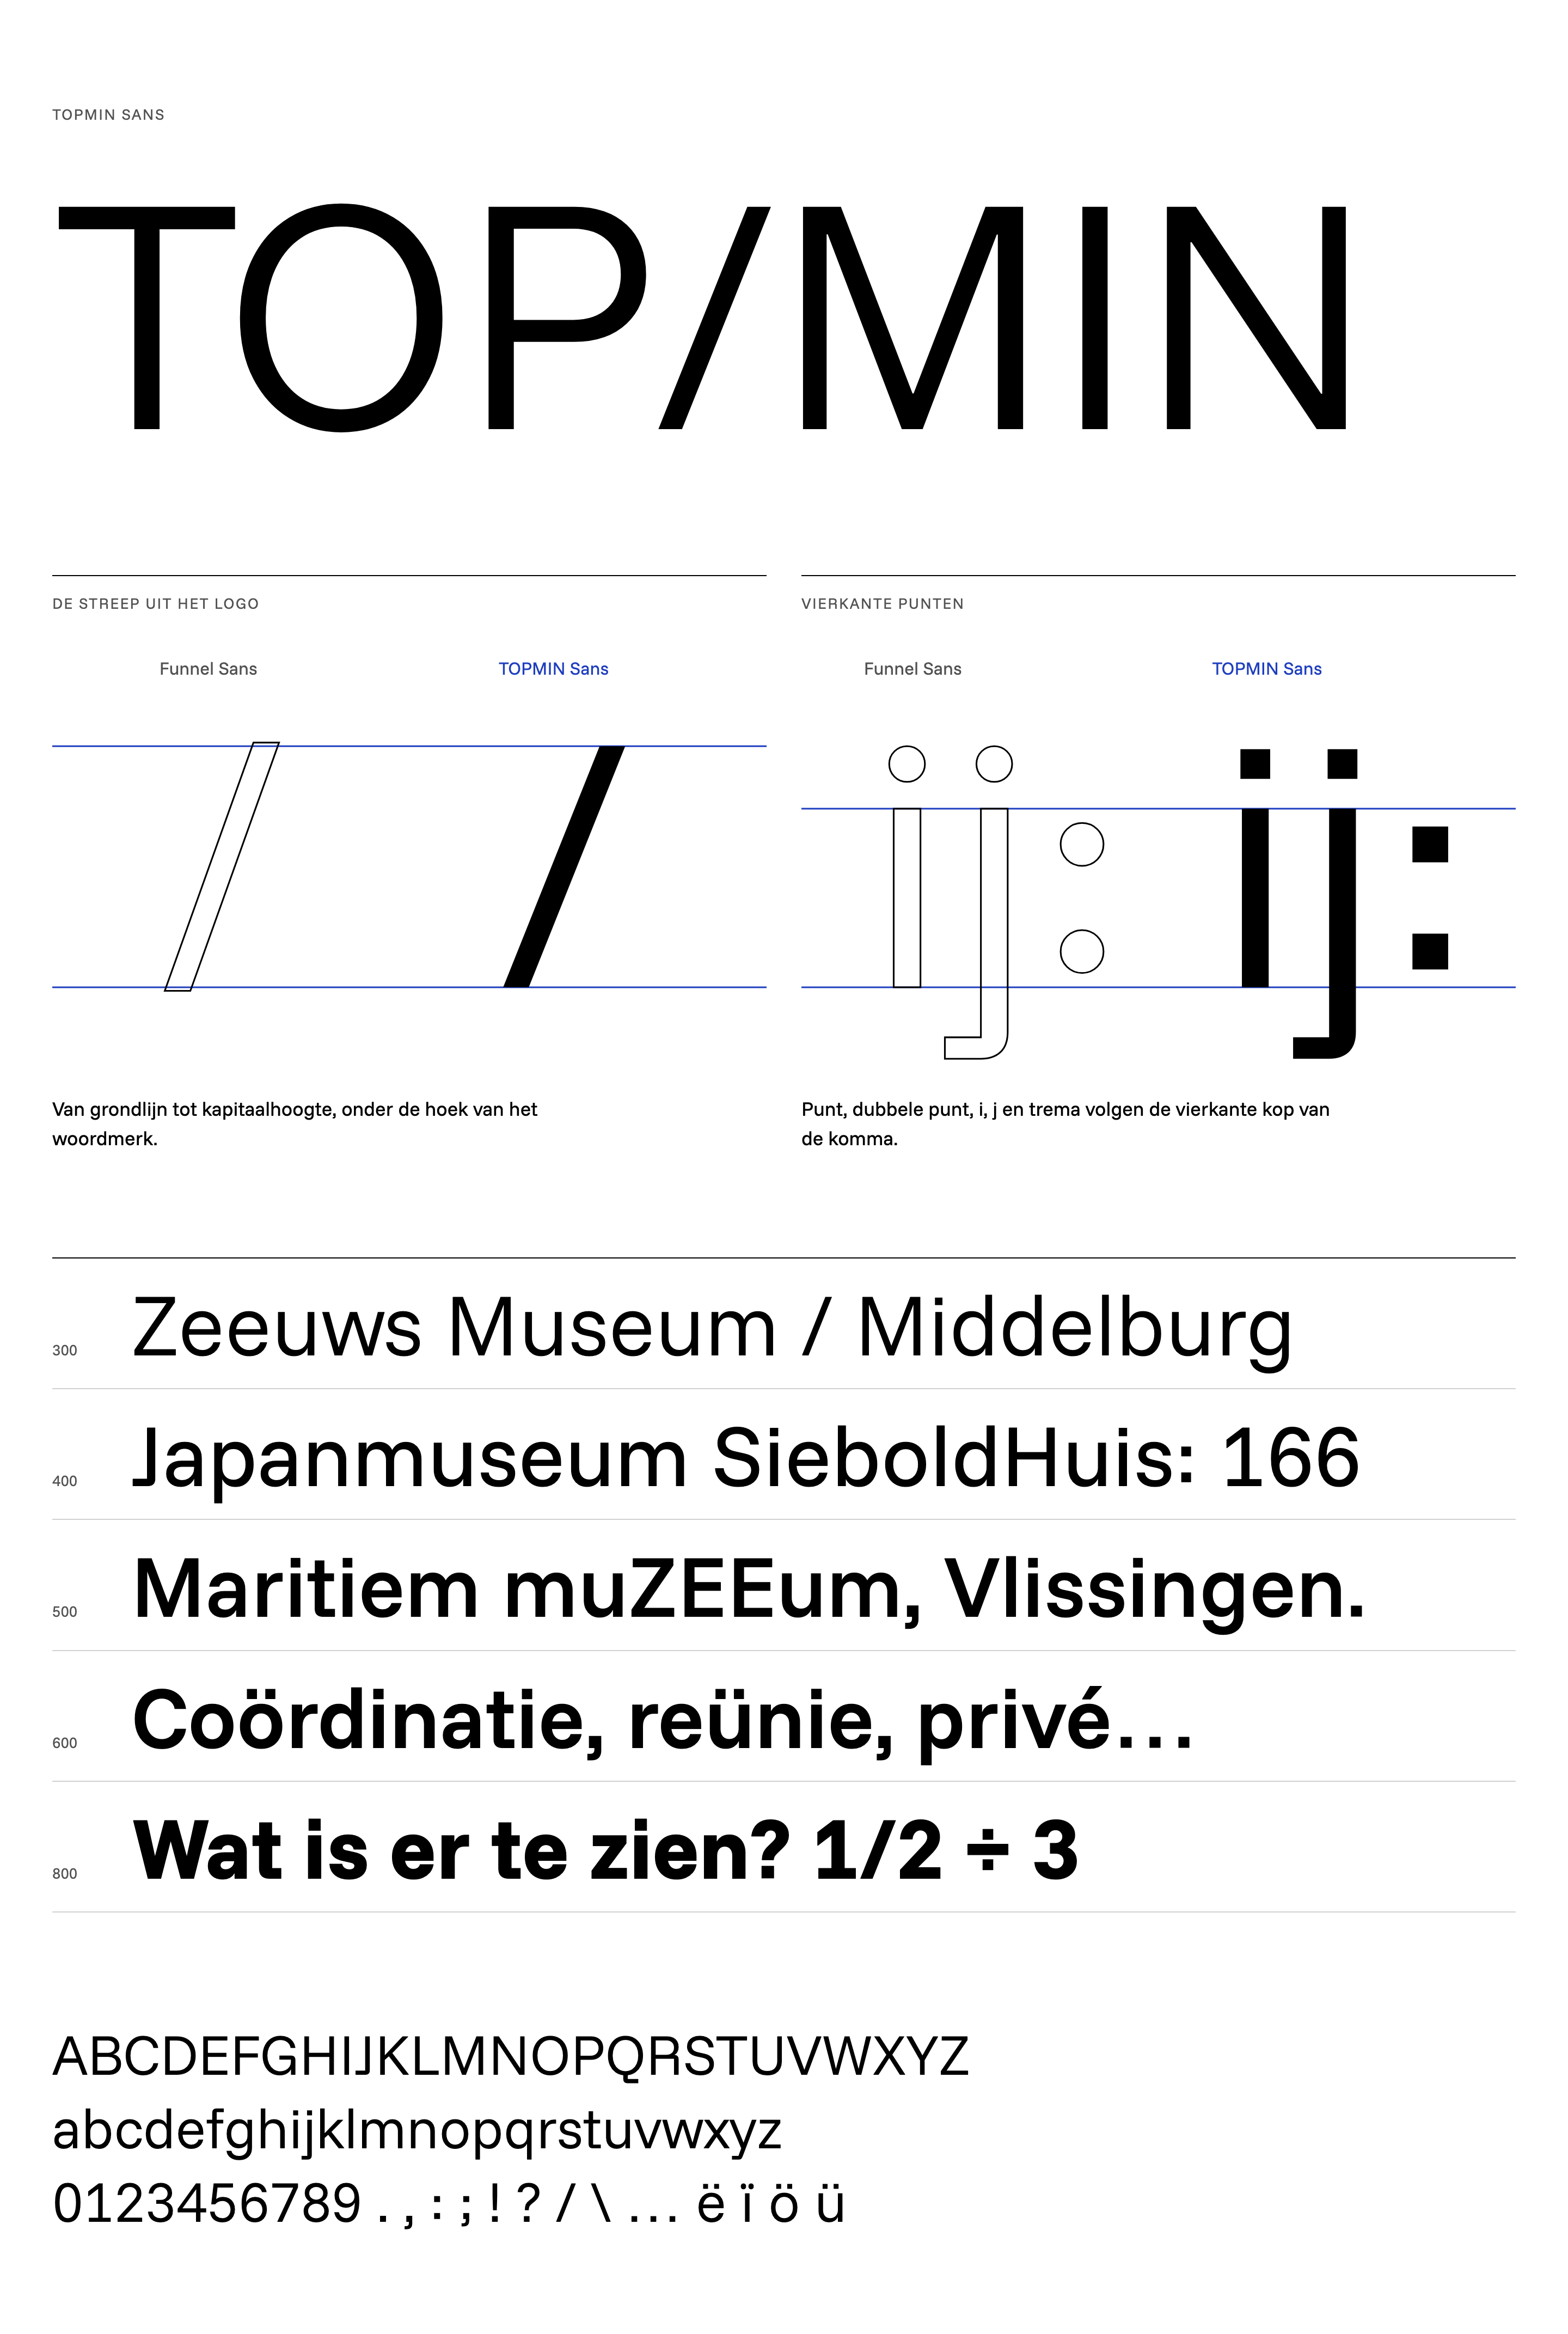 TOPMIN SANS
TOP/MIN
DE STREEP UIT HET LOGO
Funnel Sans
TOPMIN Sans
/ /
Van grondlijn tot kapitaalhoogte, onder de hoek van het
woordmerk.
VIERKANTE PUNTEN
Funnel Sans
TOPMIN Sans
ij: ij:
Punt, dubbele punt, i, j en trema volgen de vierkante kop van
de komma.
300 Zeeuws Museum / Middelburg
400 Japanmuseum SieboldHuis: 166
500 Maritiem muZEEum, Vlissingen.
600 Coördinatie, reünie, privé…
800 Wat is er te zien? 1/2 ÷ 3
ABCDEFGHIJKLMNOPQRSTUVWXYZ
abcdefghijklmnopqrstuvwxyz
0123456789 . , : ; ! ? / \ … ë ï ö ü